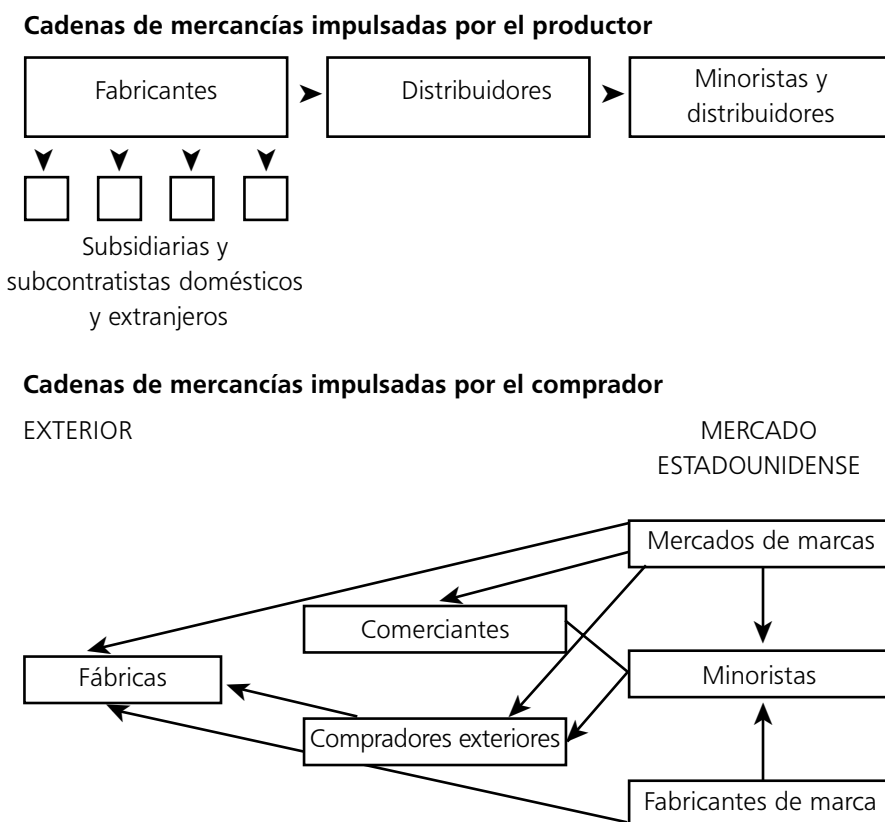 Cadenas de mercancías impulsadas por el productor
Fabricantes
Distribuidores
Minoristas y
distribuidores
Subsidiarias y
subcontratistas domésticos
y extranjeros
Cadenas de mercancías impulsadas por el comprador
EXTERIOR
MERCADO
ESTADOUNIDENSE
Mercados de marcas
Comerciantes
Fábricas
Minoristas
Compradores exteriores
Fabricantes de marca